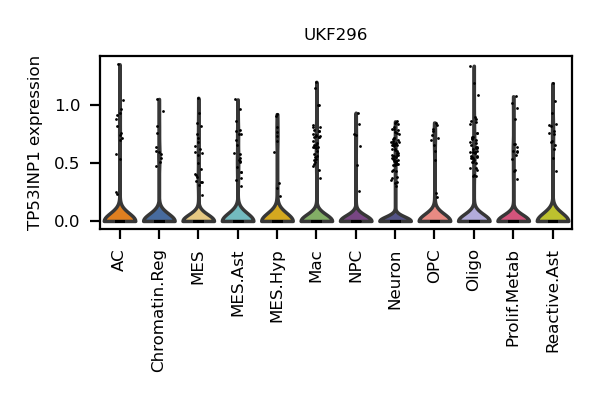 UKF296
TP53INP1 expression
1.0
0.5
0.0
AC
Chromatin.Reg
MES
MES.Ast
MES.Hyp
Mac
NPC
Neuron
OPC
Oligo
Prolif.Metab
Reactive.Ast